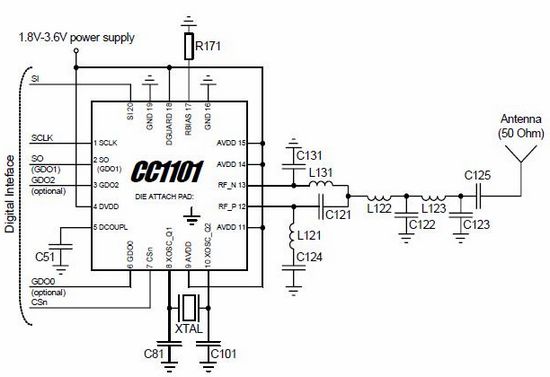 1.8V-3.6V power supply
R171
SI
SI 20
GND 19
DGUARD 18
RBIAS 17
GND 16
Antenna
(50 Ohm)
Digital Inteface
SCLK
1 SCLK
AVDD 15
C131
SO
(GDO1)
2 SO
(GDO1)
CC1101
AVDD 14
L131
C125
GDO2
(optional)
3 GDO2
DIE ATTACH PAD:
RF_N 13
4 DVDD
RF_P 12
C121
L122
L123
5 DCOUPL
AVDD 11
L121
C122
C123
C51
6 GDO0
7 CSn
8 XOSC_Q1
9 AVDD
10 XOSC_Q2
C124
GDO0
(optional)
CSn
XTAL
C81
C101